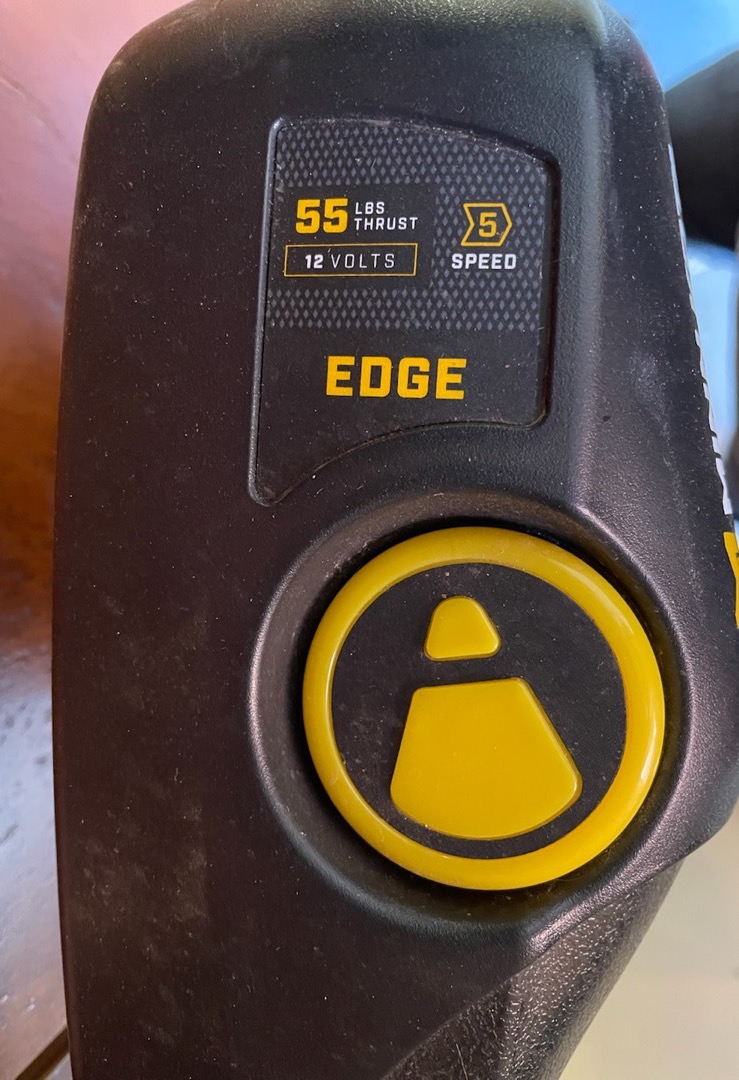 55 LBS THRUST
12 VOLTS
5
SPEED
EDGE